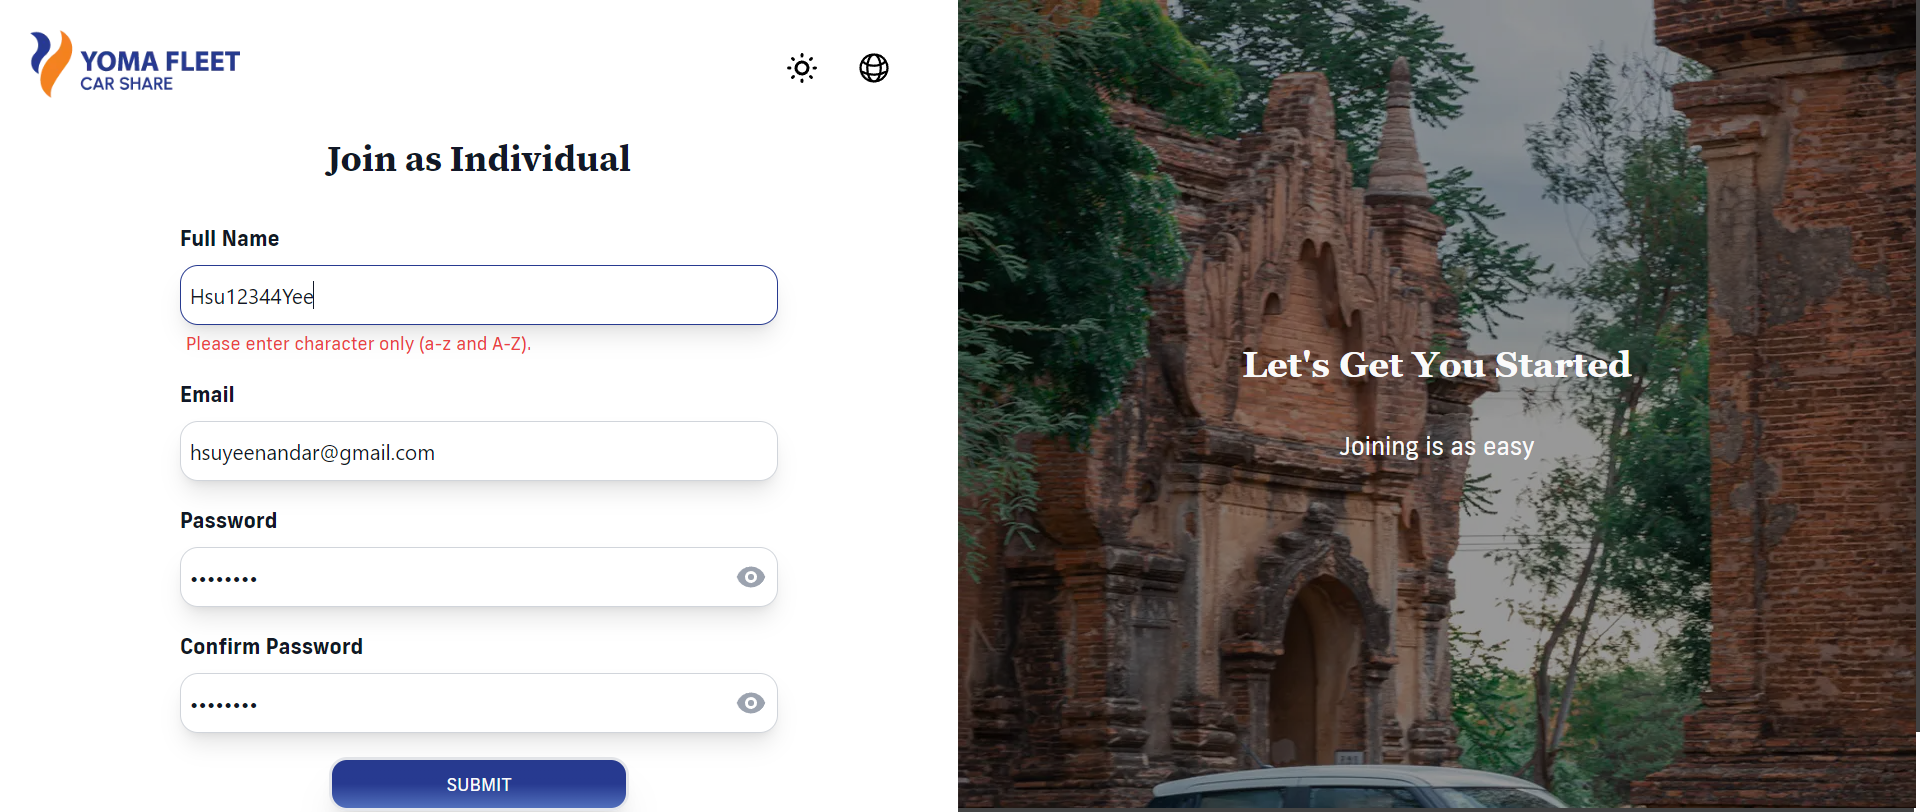 YOMA FLEET
CAR SHARE
Join as Individual
Full Name
Hsu12344Yee
Please enter character only (a-z and A-Z).
Email
hsuyeenandar@gmail.com
Password
••••••••
Confirm Password
••••••••
SUBMIT
Let's Get You Started
Joining is as easy